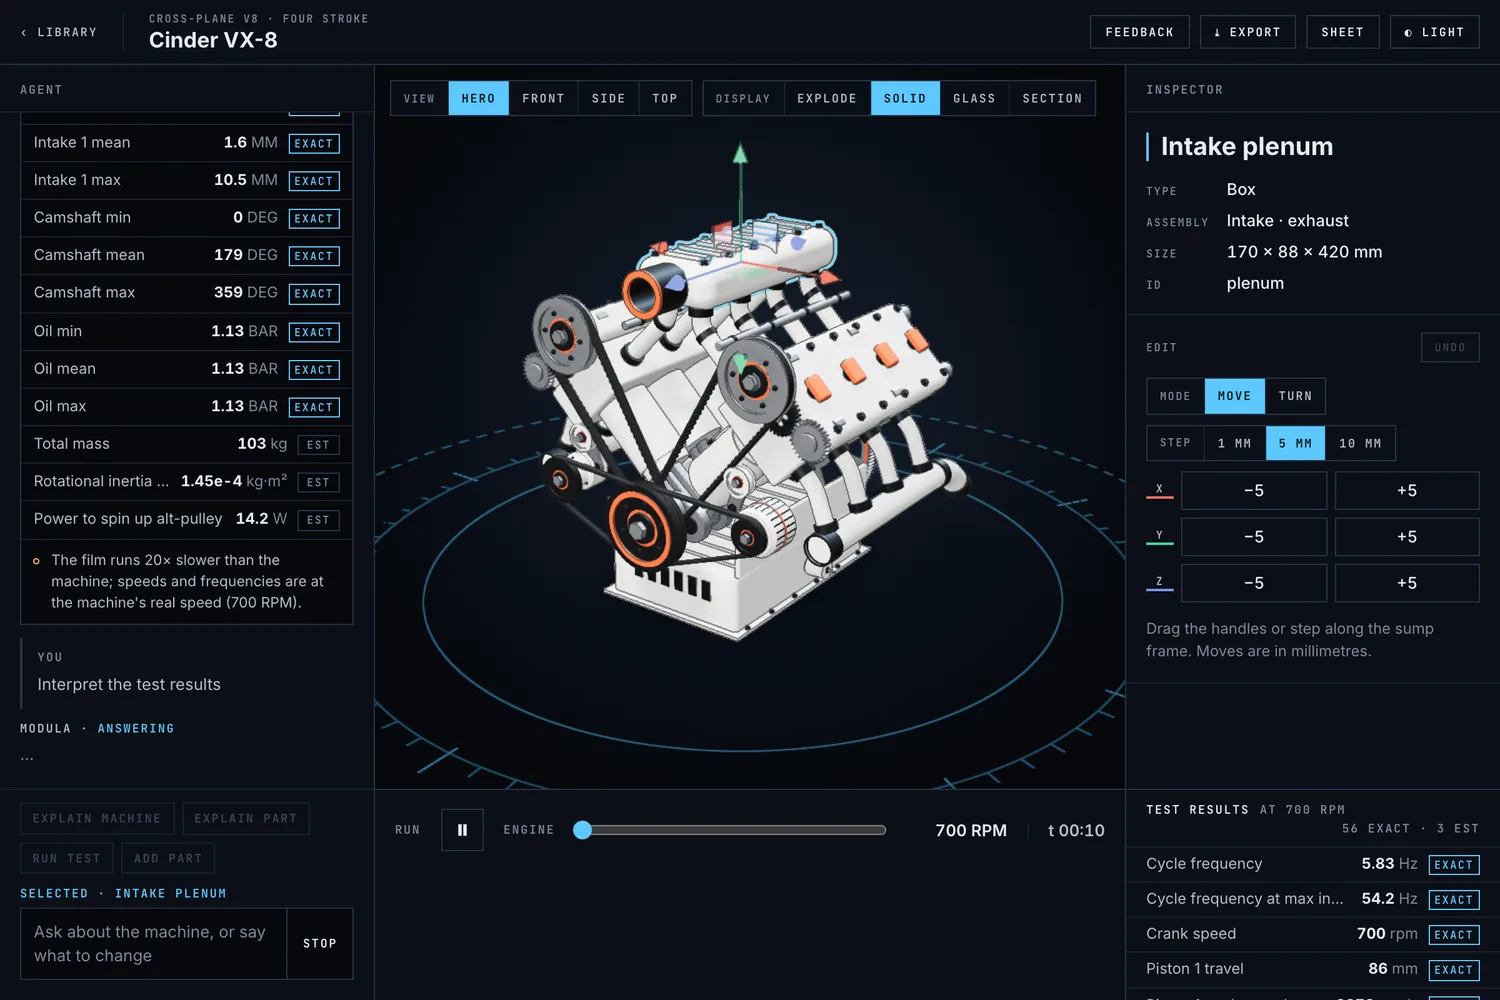 ‹ LIBRARY
CROSS-PLANE V8 · FOUR STROKE
Cinder VX-8
FEEDBACK
⤓ EXPORT
SHEET
◐ LIGHT
AGENT
Intake 1 mean 1.6 MM EXACT
Intake 1 max 10.5 MM EXACT
Camshaft min 0 DEG EXACT
Camshaft mean 179 DEG EXACT
Camshaft max 359 DEG EXACT
Oil min 1.13 BAR EXACT
Oil mean 1.13 BAR EXACT
Oil max 1.13 BAR EXACT
Total mass 103 kg EST
Rotational inertia ... 1.45e-4 kg·m² EST
Power to spin up alt-pulley 14.2 W EST
The film runs 20× slower than the
machine; speeds and frequencies are at
the machine's real speed (700 RPM).
YOU
Interpret the test results
MODULA · ANSWERING
...
EXPLAIN MACHINE EXPLAIN PART
RUN TEST ADD PART
SELECTED · INTAKE PLENUM
Ask about the machine, or say
what to change
STOP
VIEW HERO FRONT SIDE TOP
DISPLAY EXPLODE SOLID GLASS SECTION
RUN ENGINE 700 RPM t 00:10
INSPECTOR
Intake plenum
TYPE Box
ASSEMBLY Intake · exhaust
SIZE 170 × 88 × 420 mm
ID plenum
EDIT UNDO
MODE MOVE TURN
STEP 1 MM 5 MM 10 MM
X −5 +5
Y −5 +5
Z −5 +5
Drag the handles or step along the sump
frame. Moves are in millimetres.
TEST RESULTS AT 700 RPM
56 EXACT · 3 EST
Cycle frequency 5.83 Hz EXACT
Cycle frequency at max in... 54.2 Hz EXACT
Crank speed 700 rpm EXACT
Piston 1 travel 86 mm EXACT